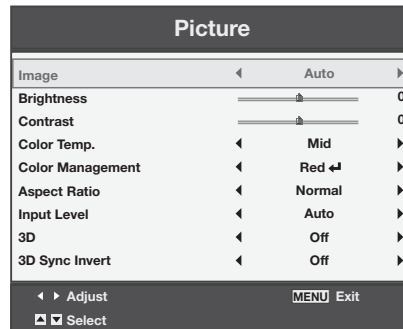 Picture
Image Auto
Brightness 0
Contrast 0
Color Temp. Mid
Color Management Red
Aspect Ratio Normal
Input Level Auto
3D Off
3D Sync Invert Off
Adjust MENU Exit
Select